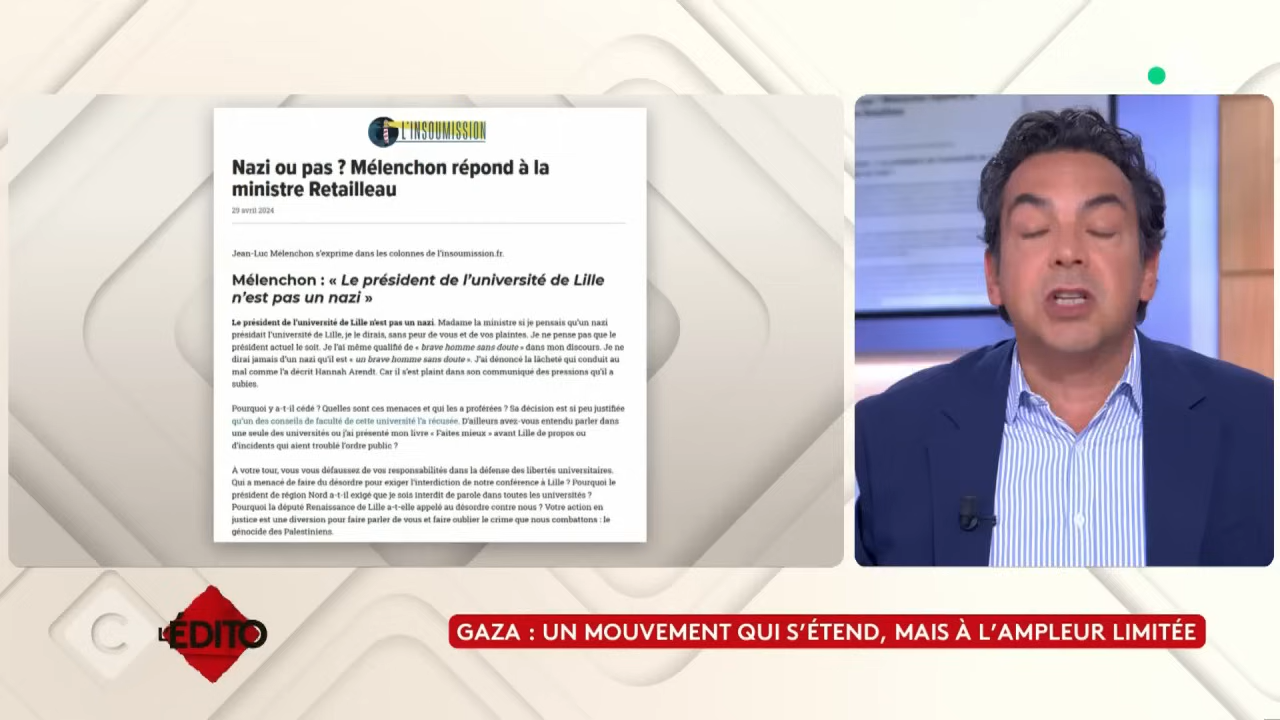 L'INSOUMISSION
Nazi ou pas ? Mélenchon répond à la
ministre Retailleau
29 avril 2024
Jean-Luc Mélenchon s'exprime dans les colonnes de l'insoumission.fr.
Mélenchon : « Le président de l'université de Lille
n'est pas un nazi »
Le président de l'université de Lille n'est pas un nazi. Madame la ministre si je pensais qu'un nazi
présidait l'université de Lille, je le dirais, sans peur de vous et de vos plaintes. Je ne pense pas que le
président actuel le soit. Je l'ai même qualifié de « brave homme sans doute » dans mon discours. Je ne
dirai jamais d'un nazi qu'il est « un brave homme sans doute ». J'ai dénoncé la lâcheté qui conduit au
mal comme l'a décrit Hannah Arendt. Car il s'est plaint dans son communiqué des pressions qu'il a
subies.
Pourquoi y a-t-il cédé ? Quelles sont ces menaces et qui les a proférées ? Sa décision est si peu justifiée
qu'un des conseils de faculté de cette université l'a récusée. D'ailleurs avez-vous entendu parler dans
une seule des universités ou j'ai présenté mon livre « Faites mieux » avant Lille de propos ou
d'incidents qui aient troublé l'ordre public ?
À votre tour, vous vous défaussez de vos responsabilités dans la défense des libertés universitaires.
Qui a menacé de faire du désordre pour exiger l'interdiction de notre conférence à Lille ? Pourquoi le
président de région Nord a-t-il exigé que je sois interdit de parole dans toutes les universités ?
Pourquoi la député Renaissance de Lille a-t-elle appelé au désordre contre nous ? Votre action en
justice est une diversion pour faire parler de vous et faire oublier le crime que nous combattons : le
génocide des Palestiniens.
C
L'ÉDITO
GAZA : UN MOUVEMENT QUI S'ÉTEND, MAIS À L'AMPLEUR LIMITÉE